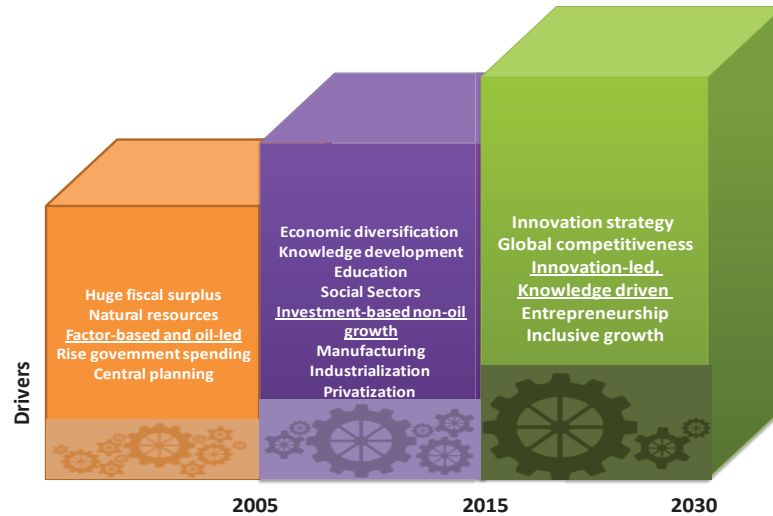 Huge fiscal surplus
Natural resources
Factor-based and oil-led
Rise government spending
Central planning
Economic diversification
Knowledge development
Education
Social Sectors
Investment-based non-oil
growth
Manufacturing
Industrialization
Privatization
Innovation strategy
Global competitiveness
Innovation-led,
Knowledge driven
Entrepreneurship
Inclusive growth
Drivers
2005
2015
2030